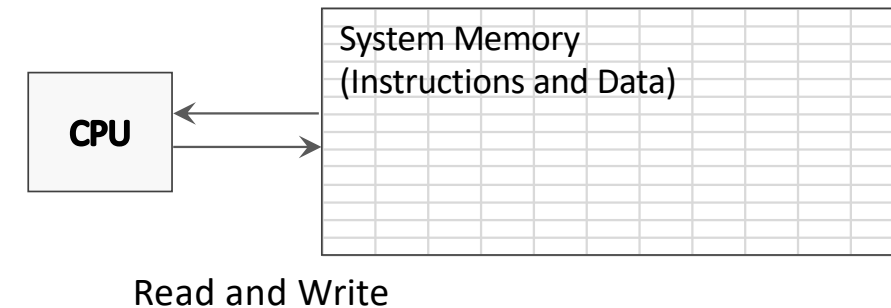 System Memory
(Instructions and Data)
CPU
Read and Write